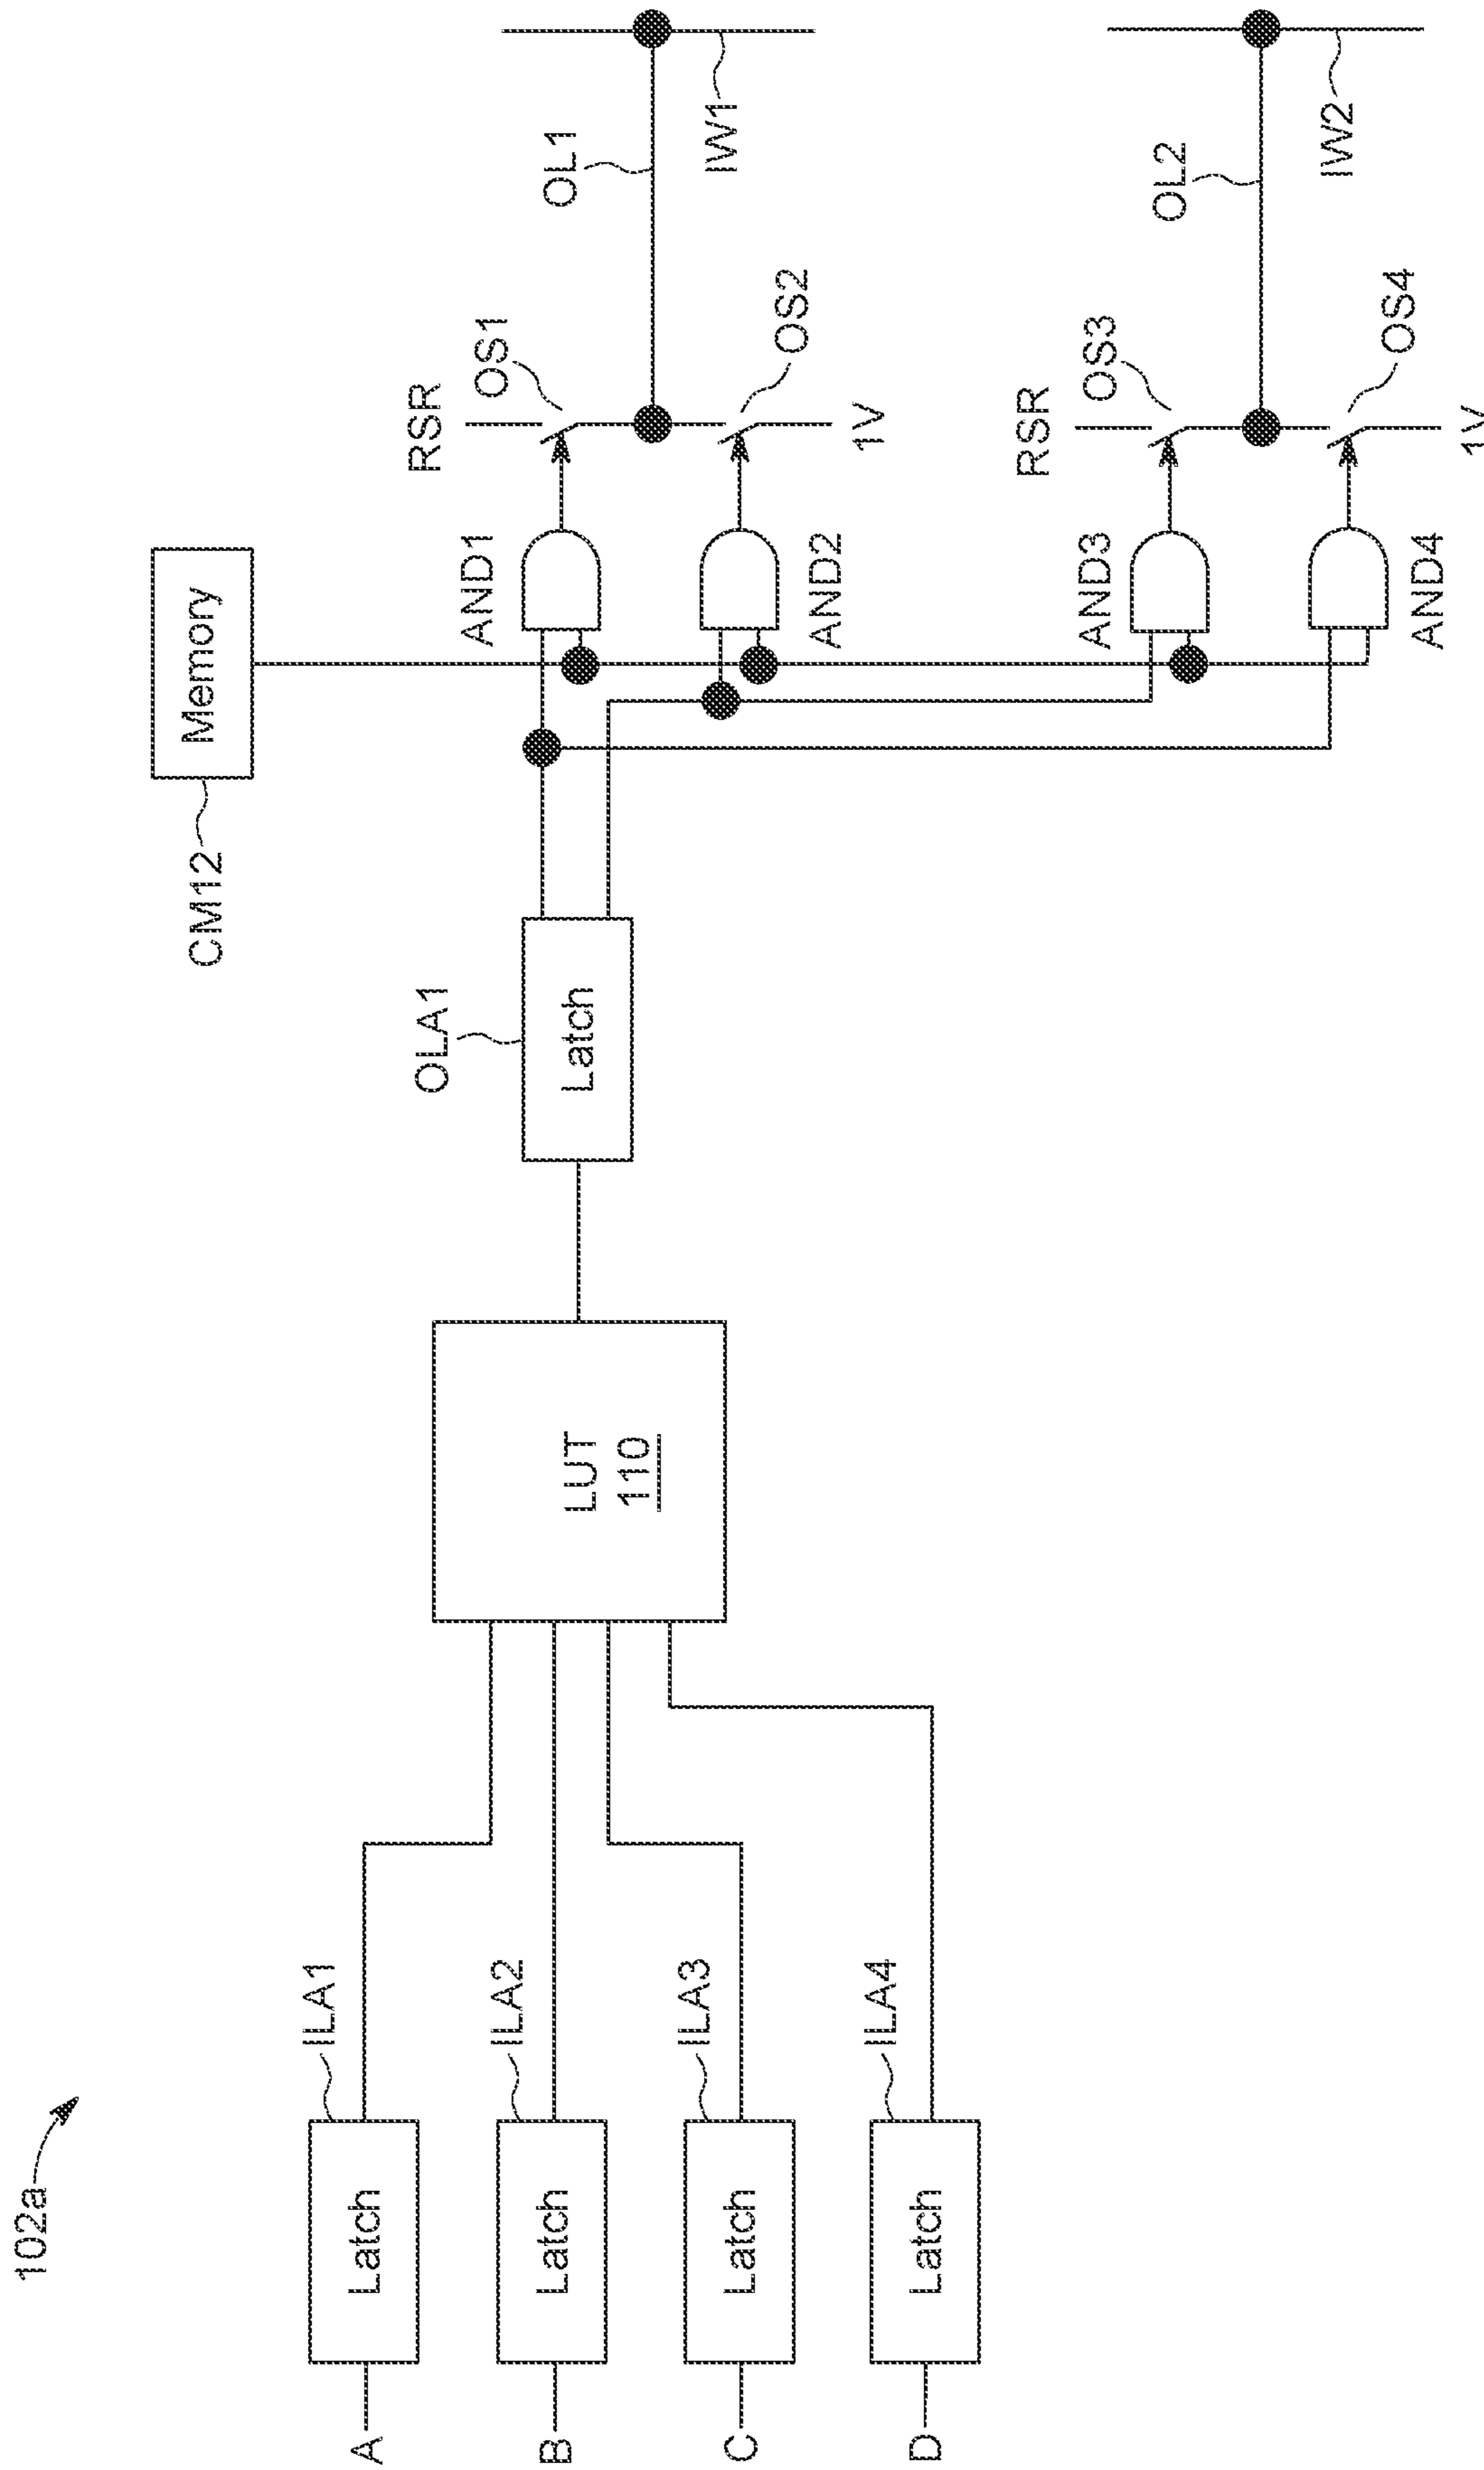 102a
A
B
C
D
Latch
Latch
Latch
Latch
ILA1
ILA2
ILA3
ILA4
LUT
110
OLA1
Latch
CM12
Memory
AND1
AND2
AND3
AND4
RSR
OS1
OS2
1V
RSR
OS3
OS4
1V
OL1
IW1
OL2
IW2